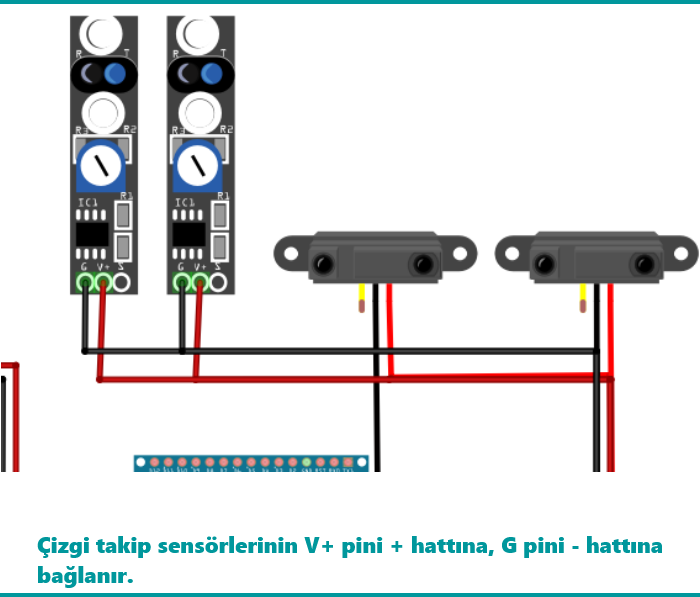 R T R T
R3 R2 R3 R2
R1 R1
IC1 IC1
G V+ S G V+ S
Çizgi takip sensörlerinin V+ pini + hattına, G pini - hattına
bağlanır.